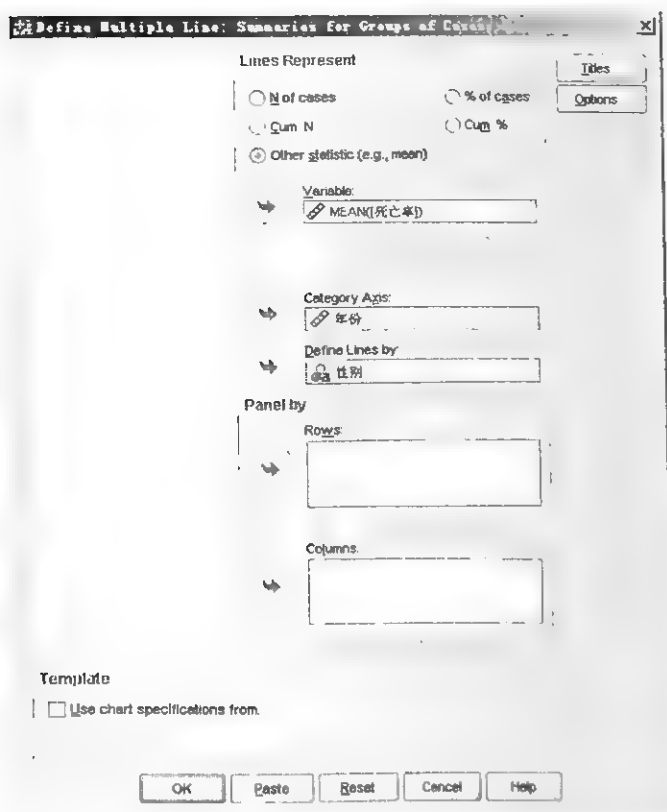 Define Multiple Line: Summaries for Groups of Cases
Lines Represent
Titles
N of cases
% of cases
Options
Cum N
Cum %
Other statistic (e.g., mean)
Variable:
MEAN([死亡率])
Category Axis:
年份
Define Lines by:
性别
Panel by
Rows:
Columns:
Template
Use chart specifications from:
OK
Paste
Reset
Cancel
Help